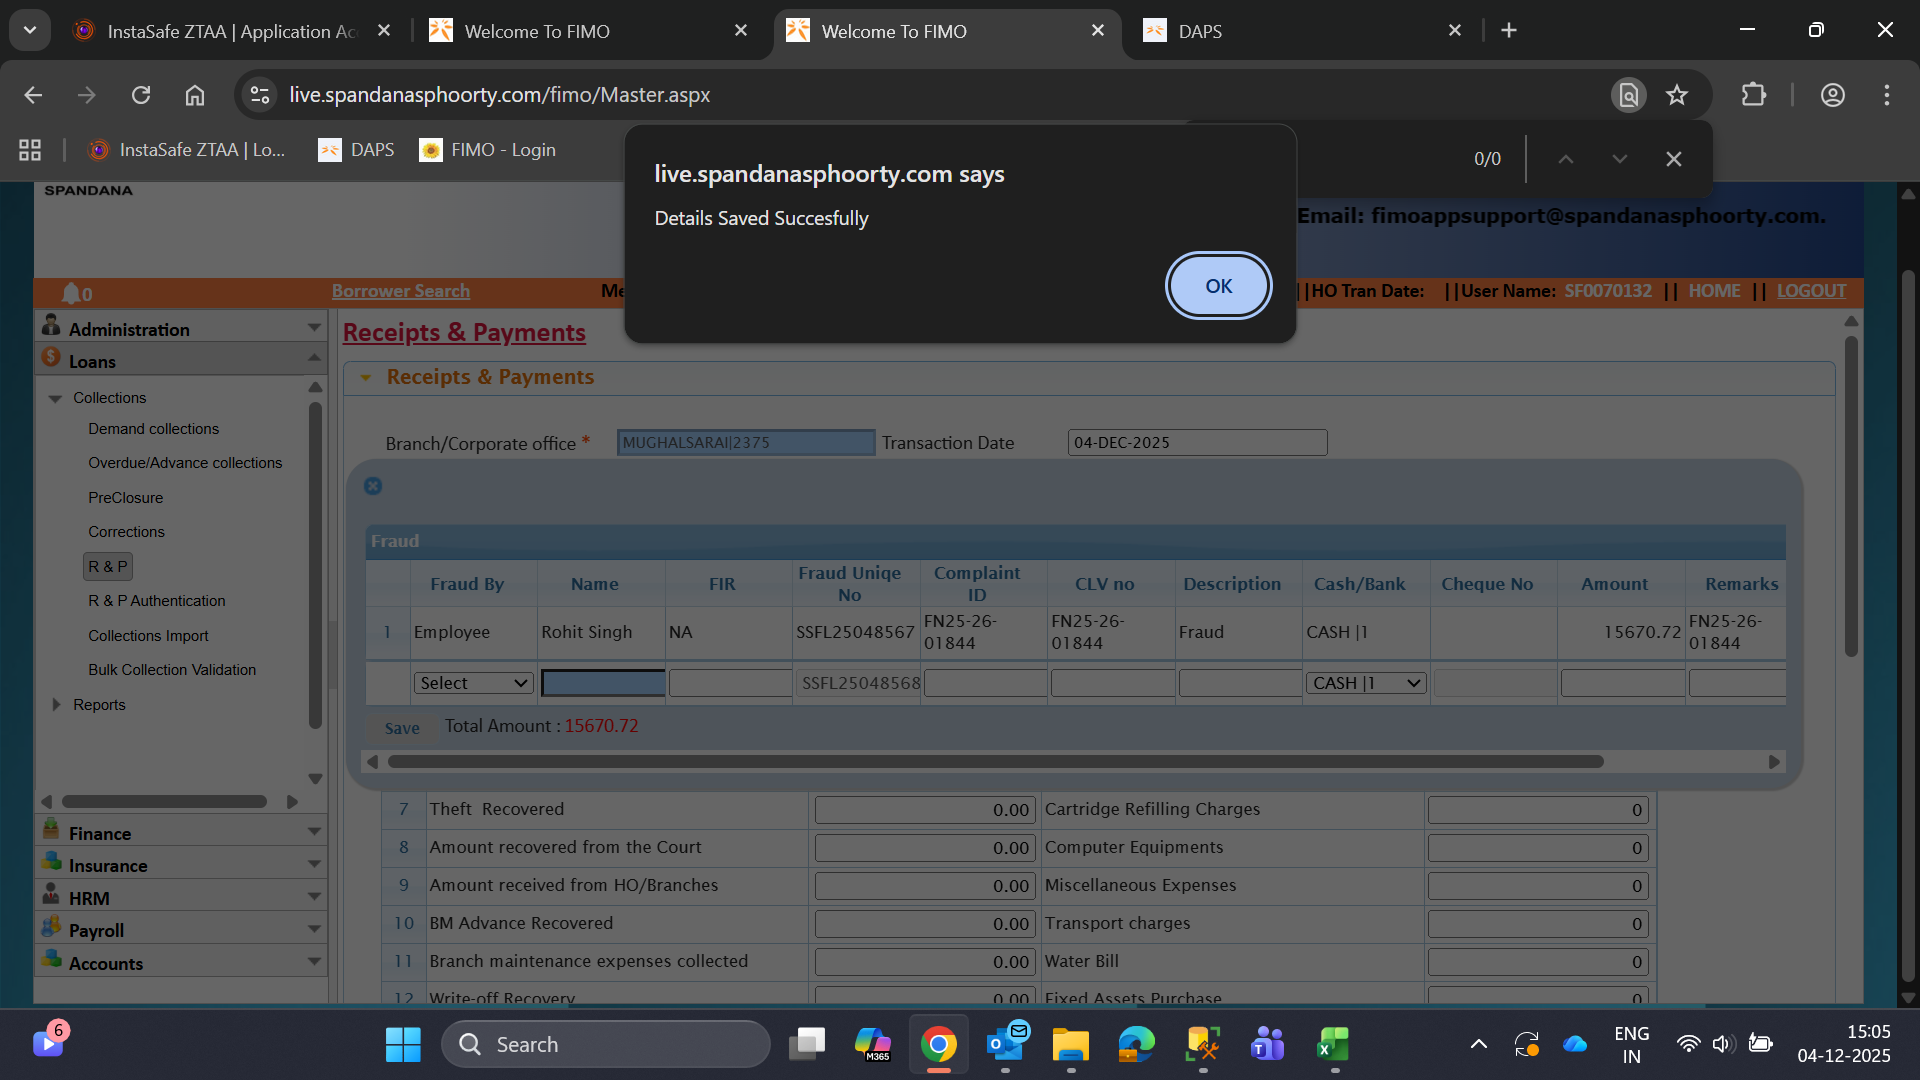 InstaSafe ZTAA | Application Acc
Welcome To FIMO
Welcome To FIMO
DAPS
live.spandanasphoorty.com/fimo/Master.aspx
InstaSafe ZTAA | Lo...
DAPS
FIMO - Login
0/0
live.spandanasphoorty.com says
Details Saved Succesfully
OK
SPANDANA
Email: fimoappsupport@spandanasphoorty.com.
0
Borrower Search
Me
||HO Tran Date: ||User Name: SF0070132 || HOME || LOGOUT
Administration
Loans
Collections
Demand collections
Overdue/Advance collections
PreClosure
Corrections
R & P
R & P Authentication
Collections Import
Bulk Collection Validation
Reports
Finance
Insurance
HRM
Payroll
Accounts
Receipts & Payments
Receipts & Payments
Branch/Corporate office * MUGHALSARAI|2375 Transaction Date 04-DEC-2025
Fraud
Fraud By Name FIR Fraud Uniqe No Complaint ID CLV no Description Cash/Bank Cheque No Amount Remarks
1 Employee Rohit Singh NA SSFL25048567 FN25-26-01844 FN25-26-01844 Fraud CASH |1 15670.72 FN25-26-01844
Select SSFL25048568 CASH |1
Save Total Amount : 15670.72
7 Theft Recovered 0.00 Cartridge Refilling Charges 0
8 Amount recovered from the Court 0.00 Computer Equipments 0
9 Amount received from HO/Branches 0.00 Miscellaneous Expenses 0
10 BM Advance Recovered 0.00 Transport charges 0
11 Branch maintenance expenses collected 0.00 Water Bill 0
12 Write-off Recovery 0.00 Fixed Assets Purchase 0
6
Search
M365
ENG
IN
15:05
04-12-2025